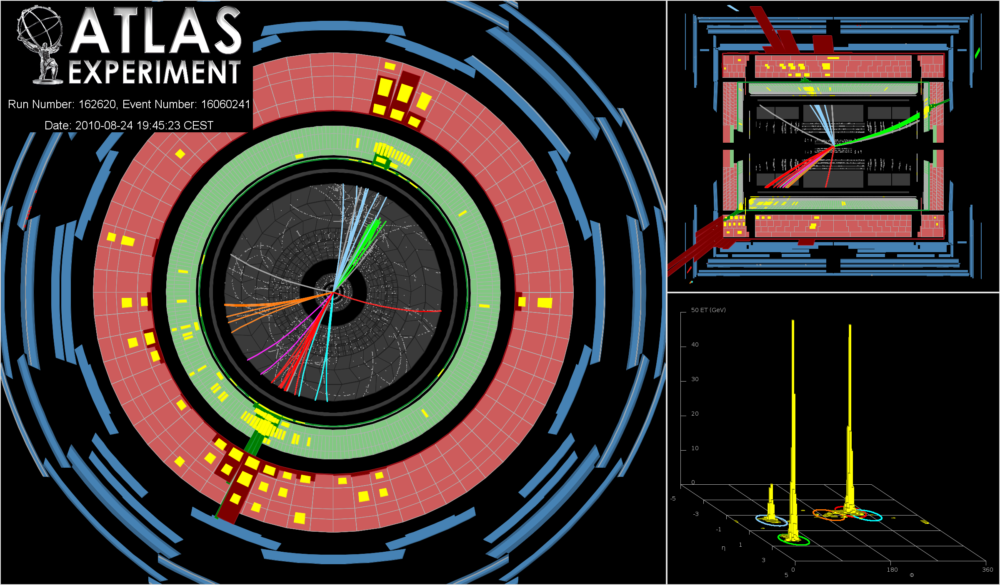 ATLAS
EXPERIMENT
Run Number: 162620, Event Number: 16060241
Date: 2010-08-24 19:45:23 CEST
50 ET (GeV)
40
30
20
10
0
-5
-3
-1
1
η
3
5
0
180
360
Φ